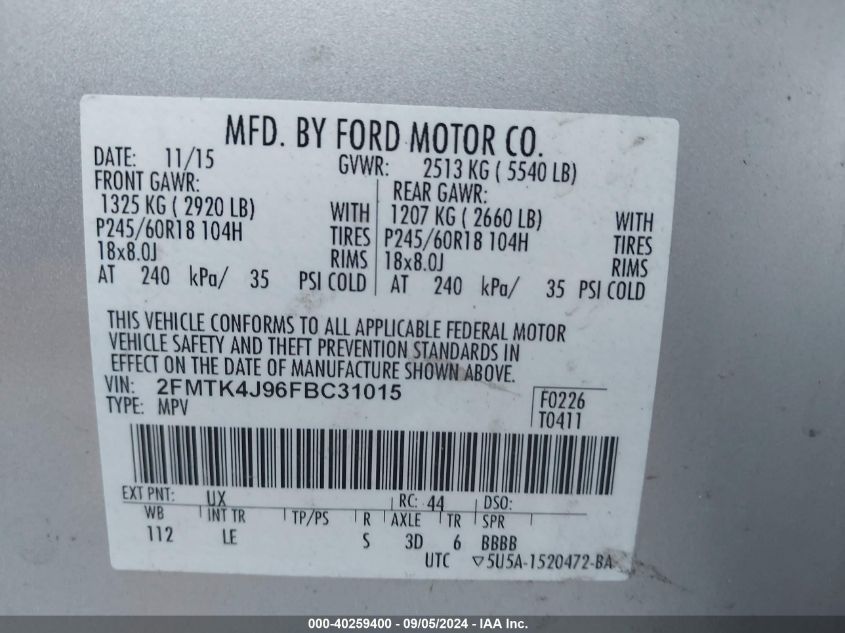 MFD. BY FORD MOTOR CO.
DATE: 11/15 GVWR: 2513 KG ( 5540 LB)
FRONT GAWR: REAR GAWR:
1325 KG ( 2920 LB) WITH 1207 KG ( 2660 LB) WITH
P245/60R18 104H TIRES P245/60R18 104H TIRES
18x8.0J RIMS 18x8.0J RIMS
AT 240 kPa/ 35 PSI COLD AT 240 kPa/ 35 PSI COLD
THIS VEHICLE CONFORMS TO ALL APPLICABLE FEDERAL MOTOR
VEHICLE SAFETY AND THEFT PREVENTION STANDARDS IN
EFFECT ON THE DATE OF MANUFACTURE SHOWN ABOVE.
VIN: 2FMTK4J96FBC31015 F0226
TYPE: MPV T0411
EXT PNT: UX RC: 44 DSO:
WB INT TR TP/PS R AXLE TR SPR
112 LE S 3D 6 BBBB
UTC ▽5U5A-1520472-BA
000-40259400 - 09/05/2024 - IAA Inc.